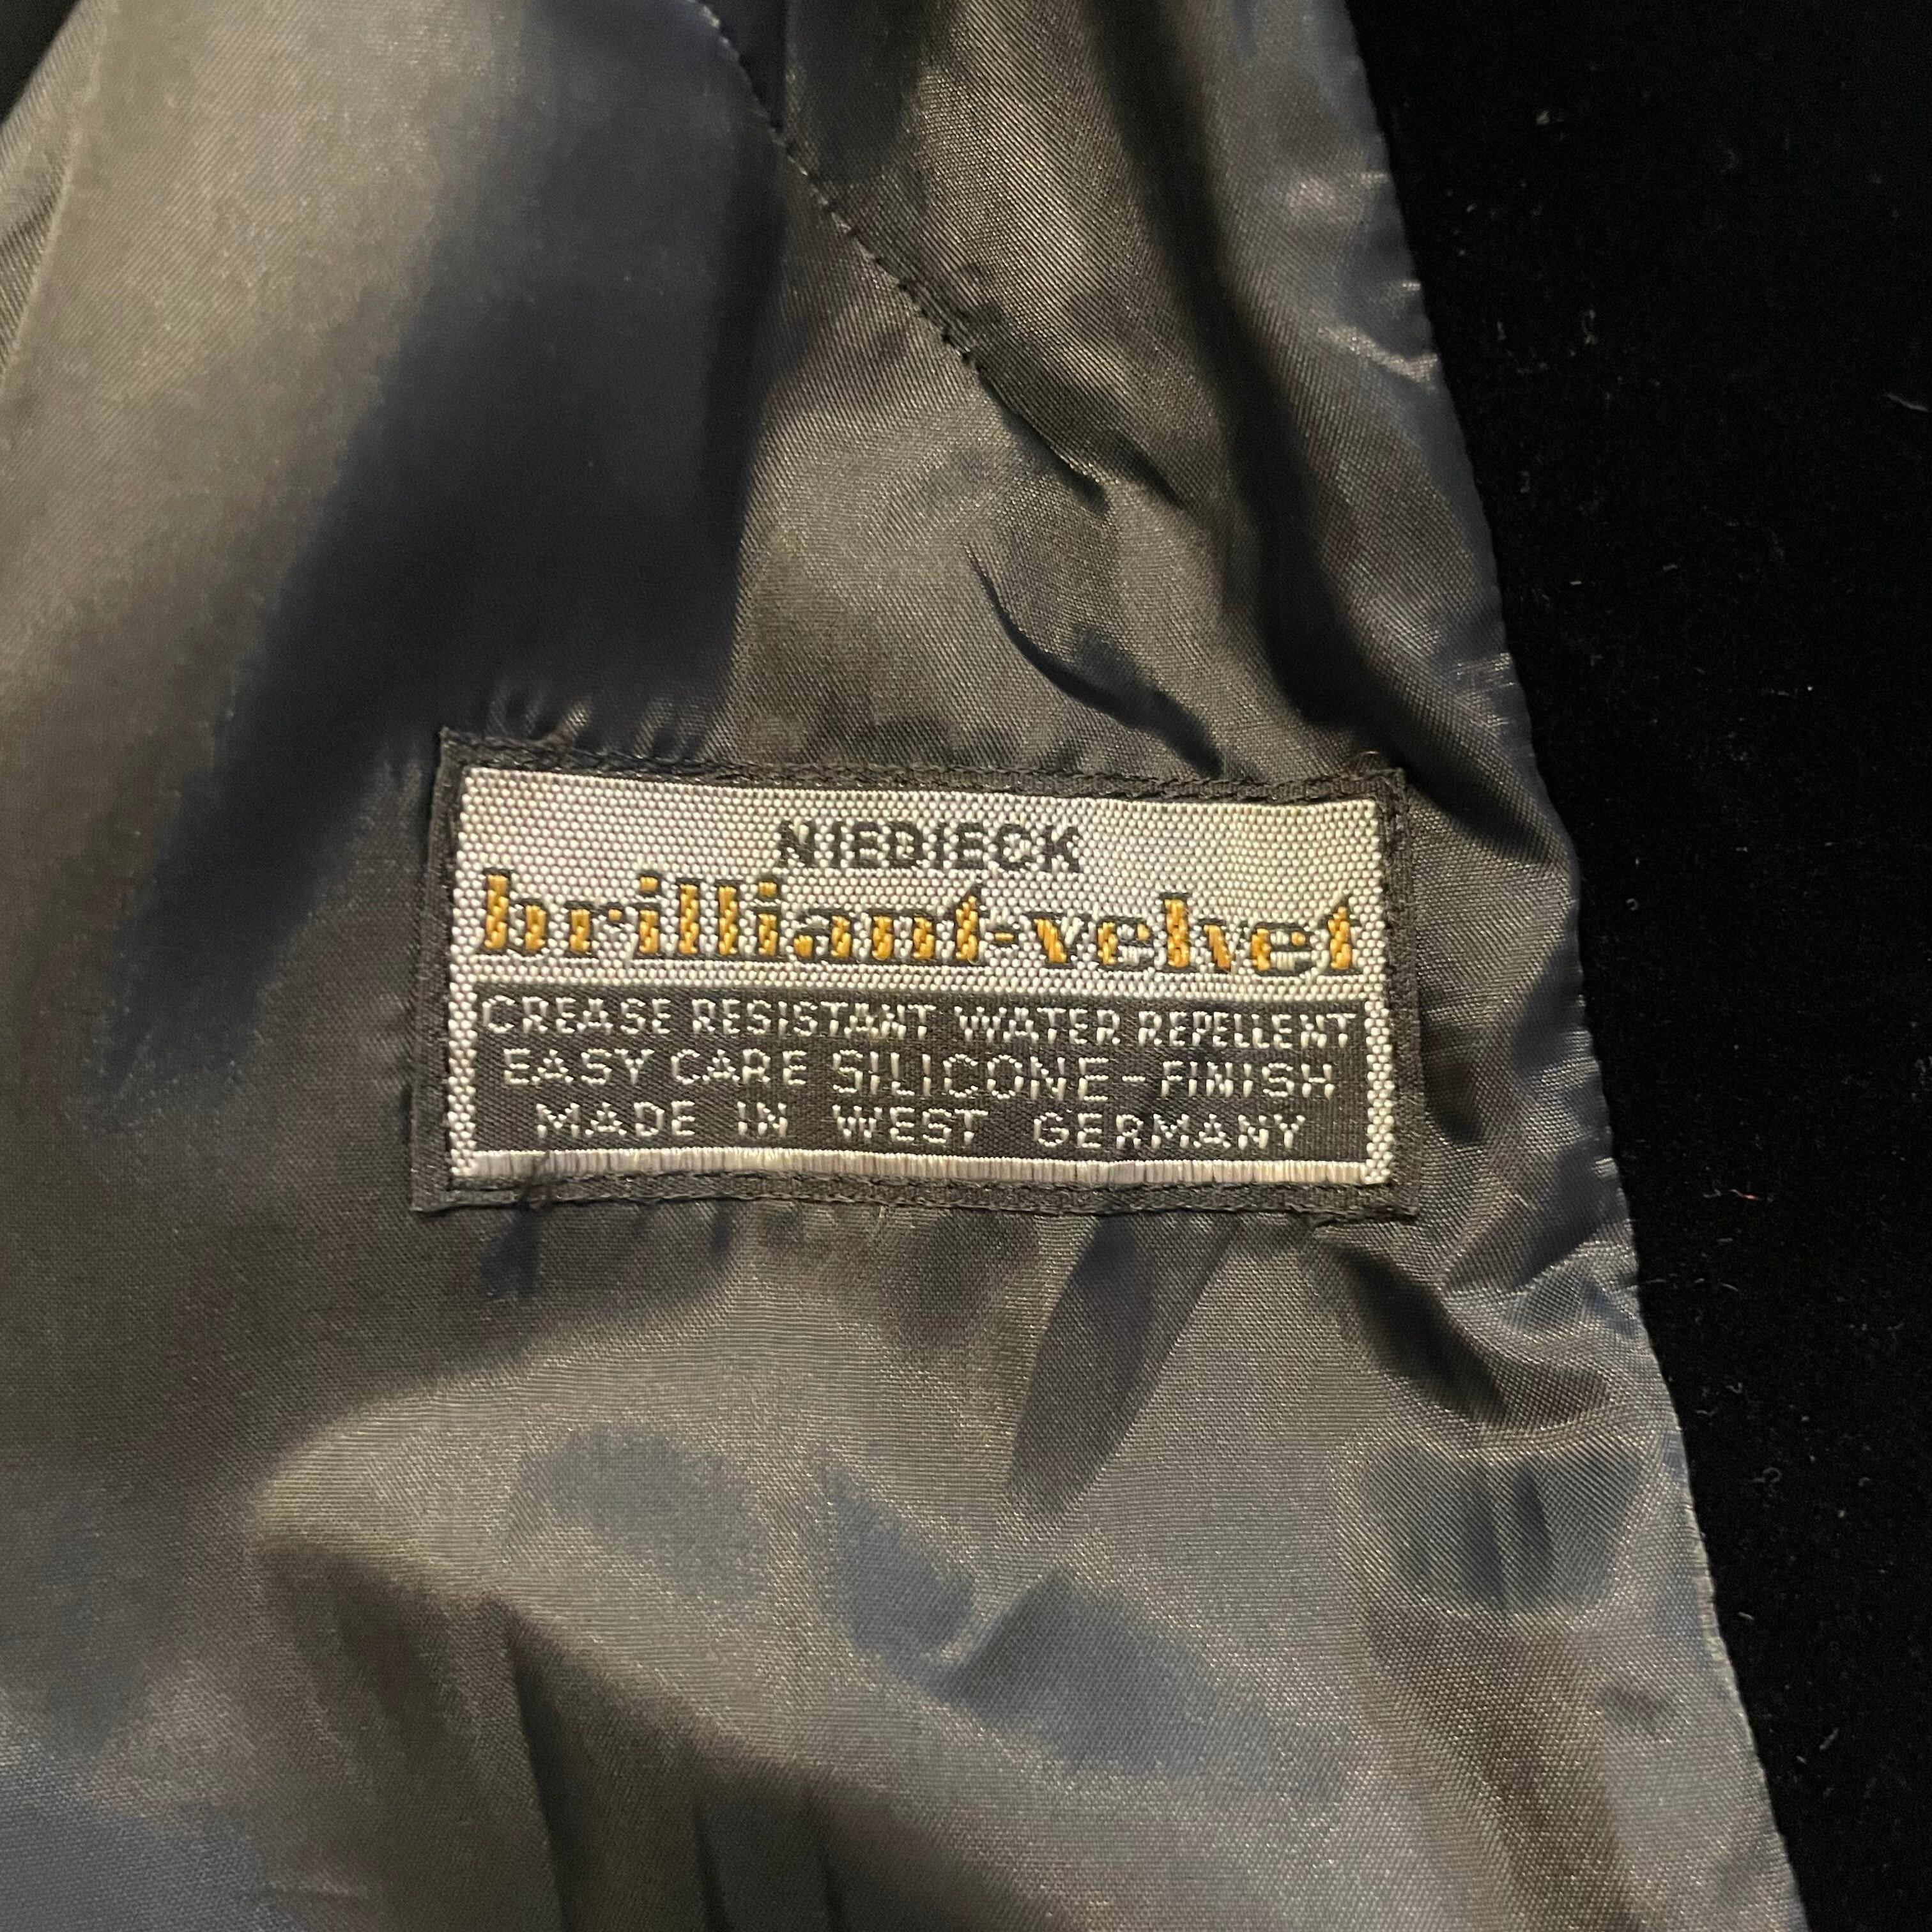 NIEDIECK
brilliant-velvet
CREASE RESISTANT WATER REPELLENT
EASY CARE SILICONE-FINISH
MADE IN WEST GERMANY